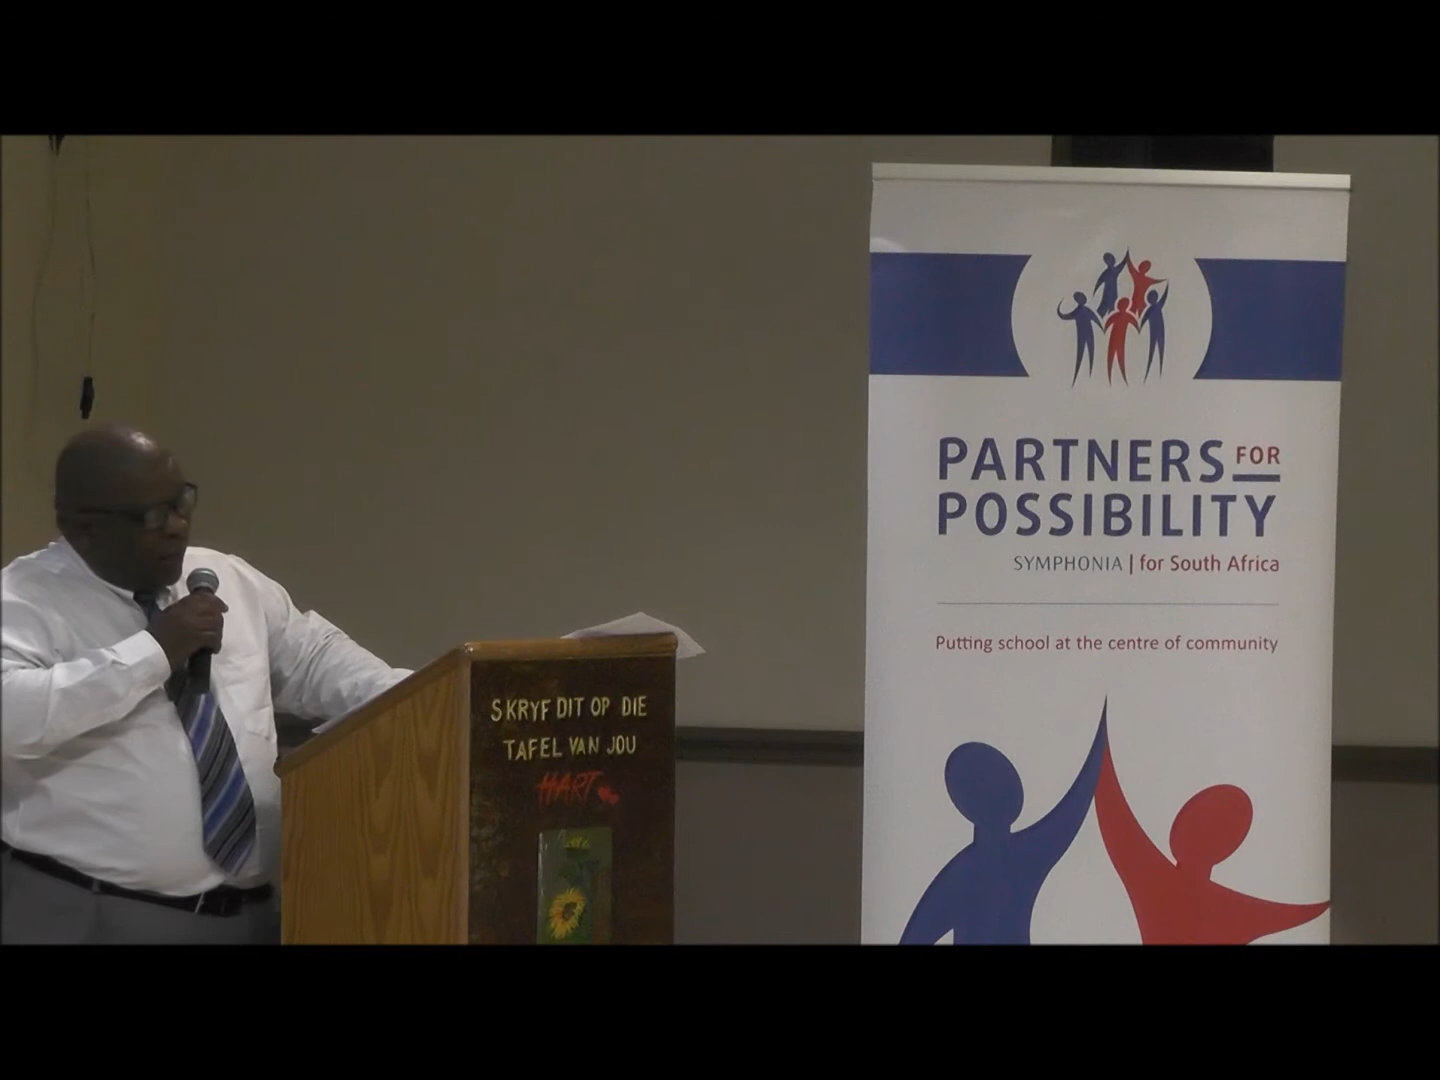 SKRYF DIT OP DIE
TAFEL VAN JOU
HART
PARTNERS FOR
POSSIBILITY
SYMPHONIA | for South Africa
Putting school at the centre of community